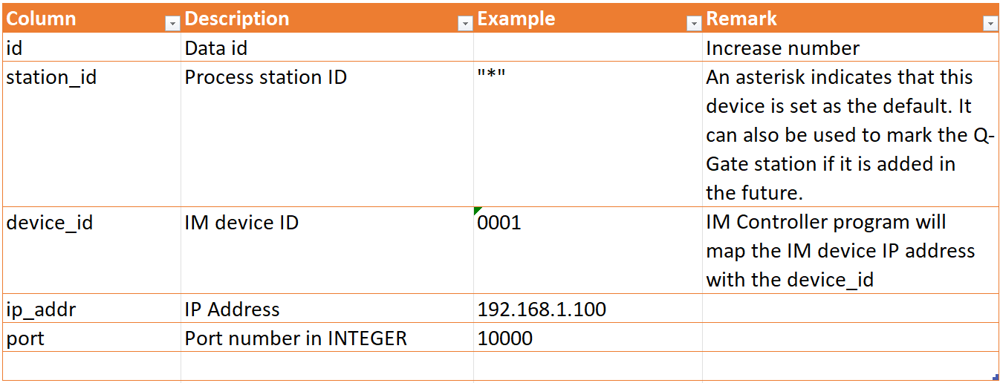 Column Description Example Remark
id Data id Increase number
station_id Process station ID "*" An asterisk indicates that this
device is set as the default. It
can also be used to mark the Q-
Gate station if it is added in
the future.
device_id IM device ID 0001 IM Controller program will
map the IM device IP address
with the device_id
ip_addr IP Address 192.168.1.100
port Port number in INTEGER 10000